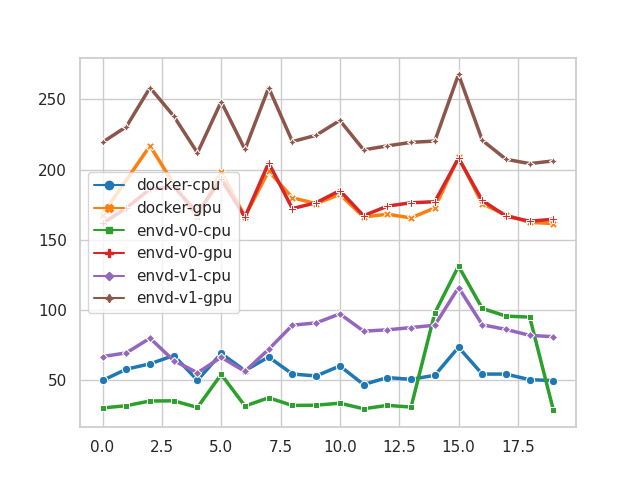 250
200
150
100
50
docker-cpu
docker-gpu
envd-v0-cpu
envd-v0-gpu
envd-v1-cpu
envd-v1-gpu
0.0 2.5 5.0 7.5 10.0 12.5 15.0 17.5